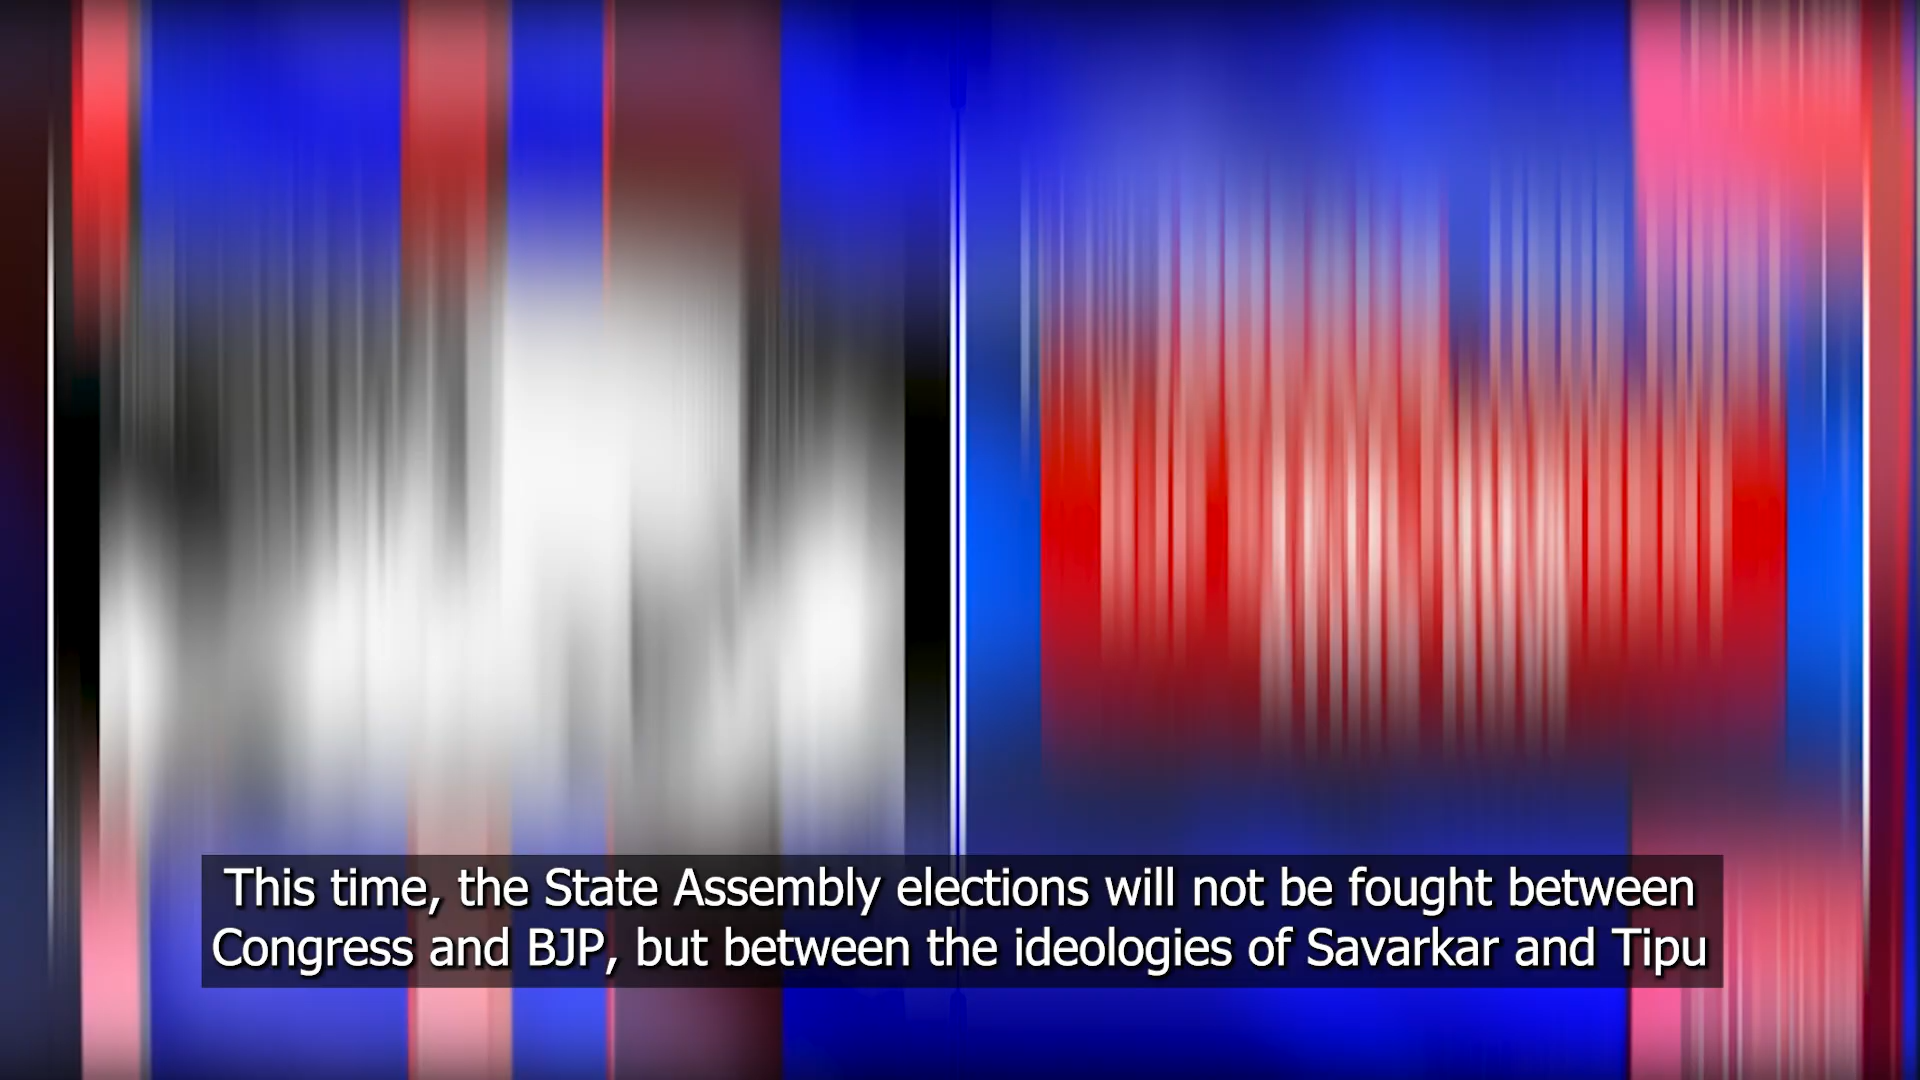 This time, the State Assembly elections will not be fought between
Congress and BJP, but between the ideologies of Savarkar and Tipu